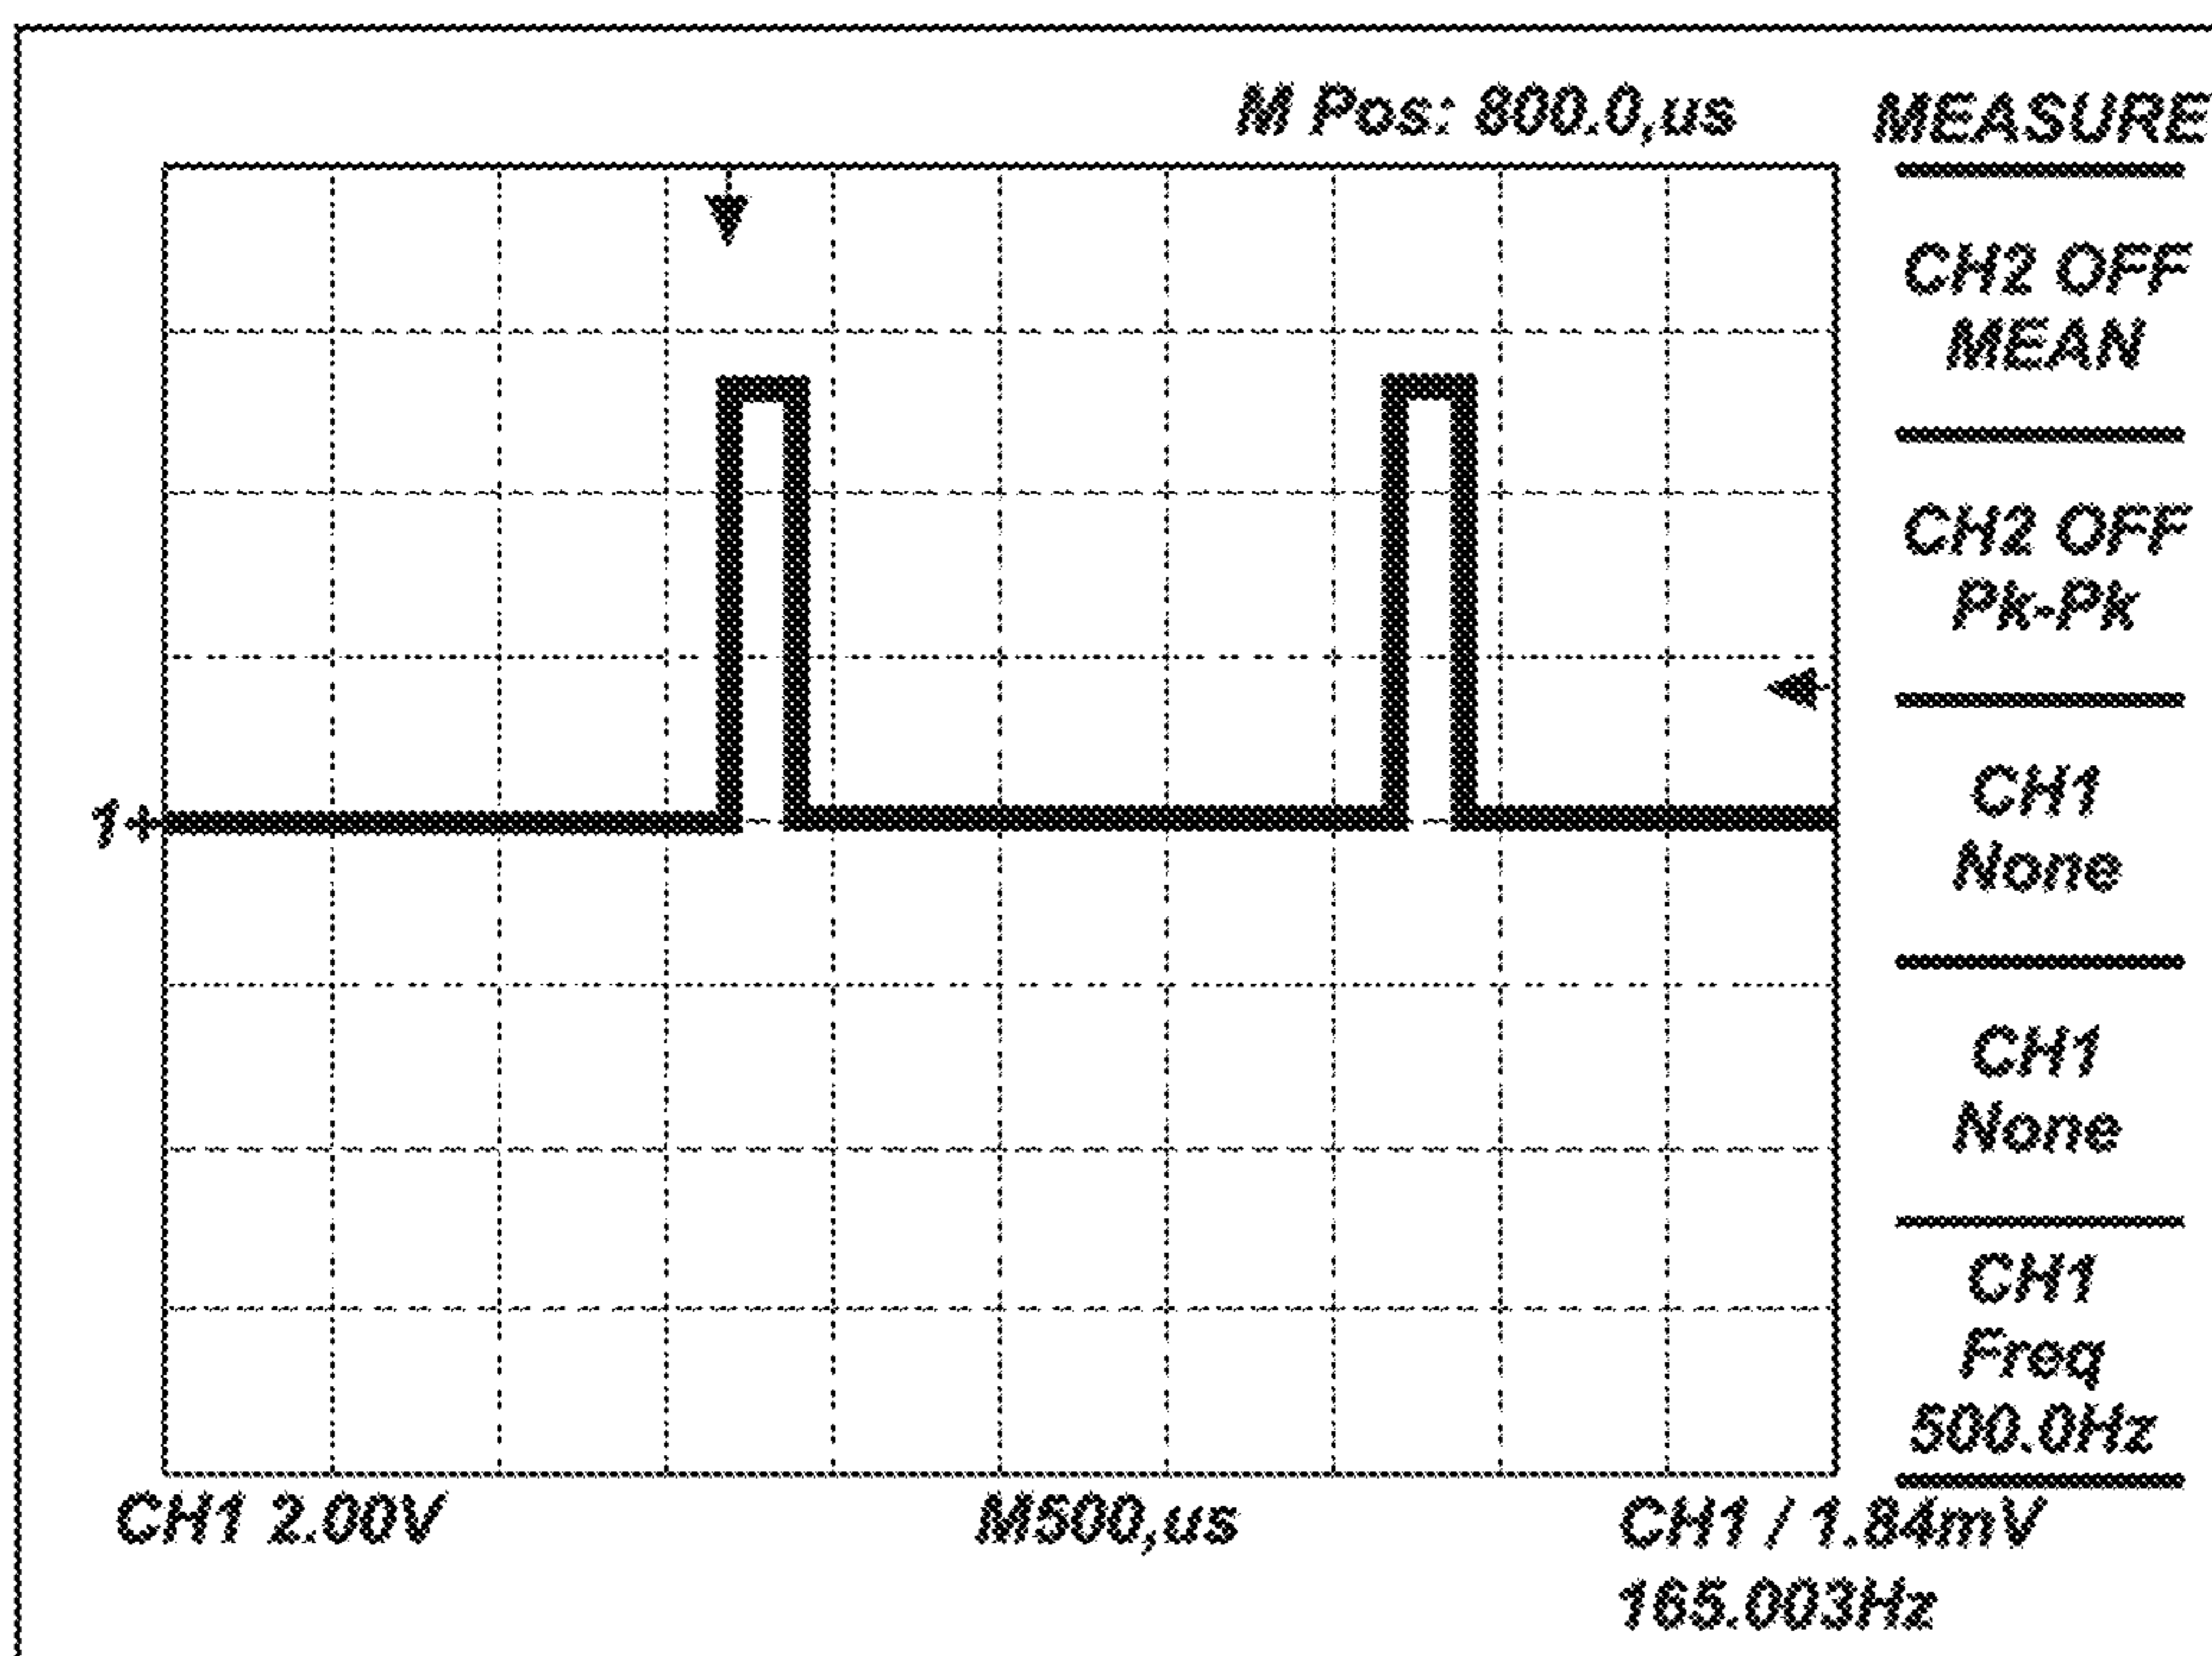 M Pos: 800.0,us
MEASURE
CH2 OFF
MEAN
CH2 OFF
Pk-Pk
CH1
None
CH1
None
CH1
Freq
500.0Hz
1+
CH1 2.00V
M500,us
CH1 / 1.84mV
165.003Hz